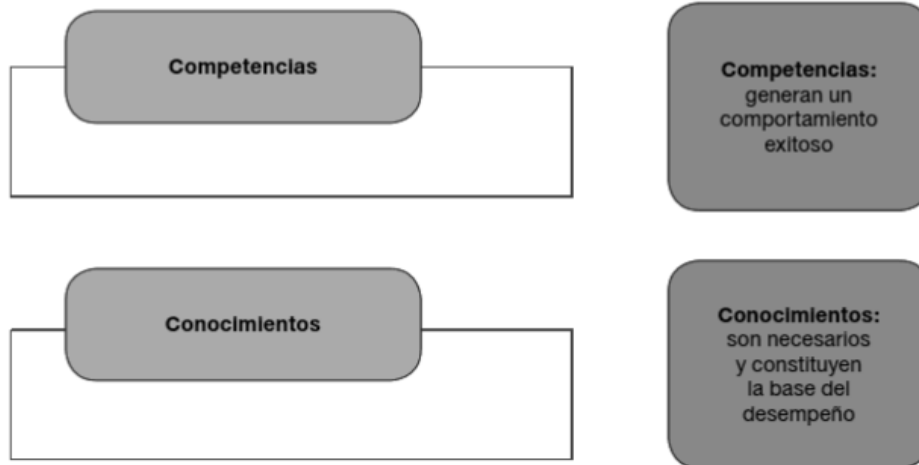 Competencias
Competencias:
generan un
comportamiento
exitoso
Conocimientos
Conocimientos:
son necesarios
y constituyen
la base del
desempeño